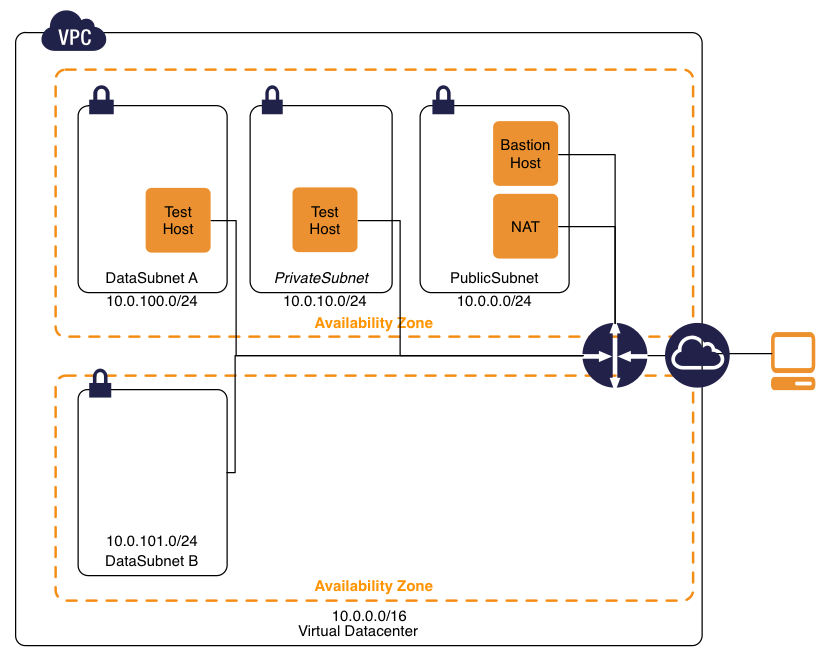 VPC
Bastion
Host
Test
Host
Test
Host
NAT
DataSubnet A
PrivateSubnet
PublicSubnet
10.0.100.0/24
10.0.10.0/24
10.0.0.0/24
Availability Zone
10.0.101.0/24
DataSubnet B
Availability Zone
10.0.0.0/16
Virtual Datacenter